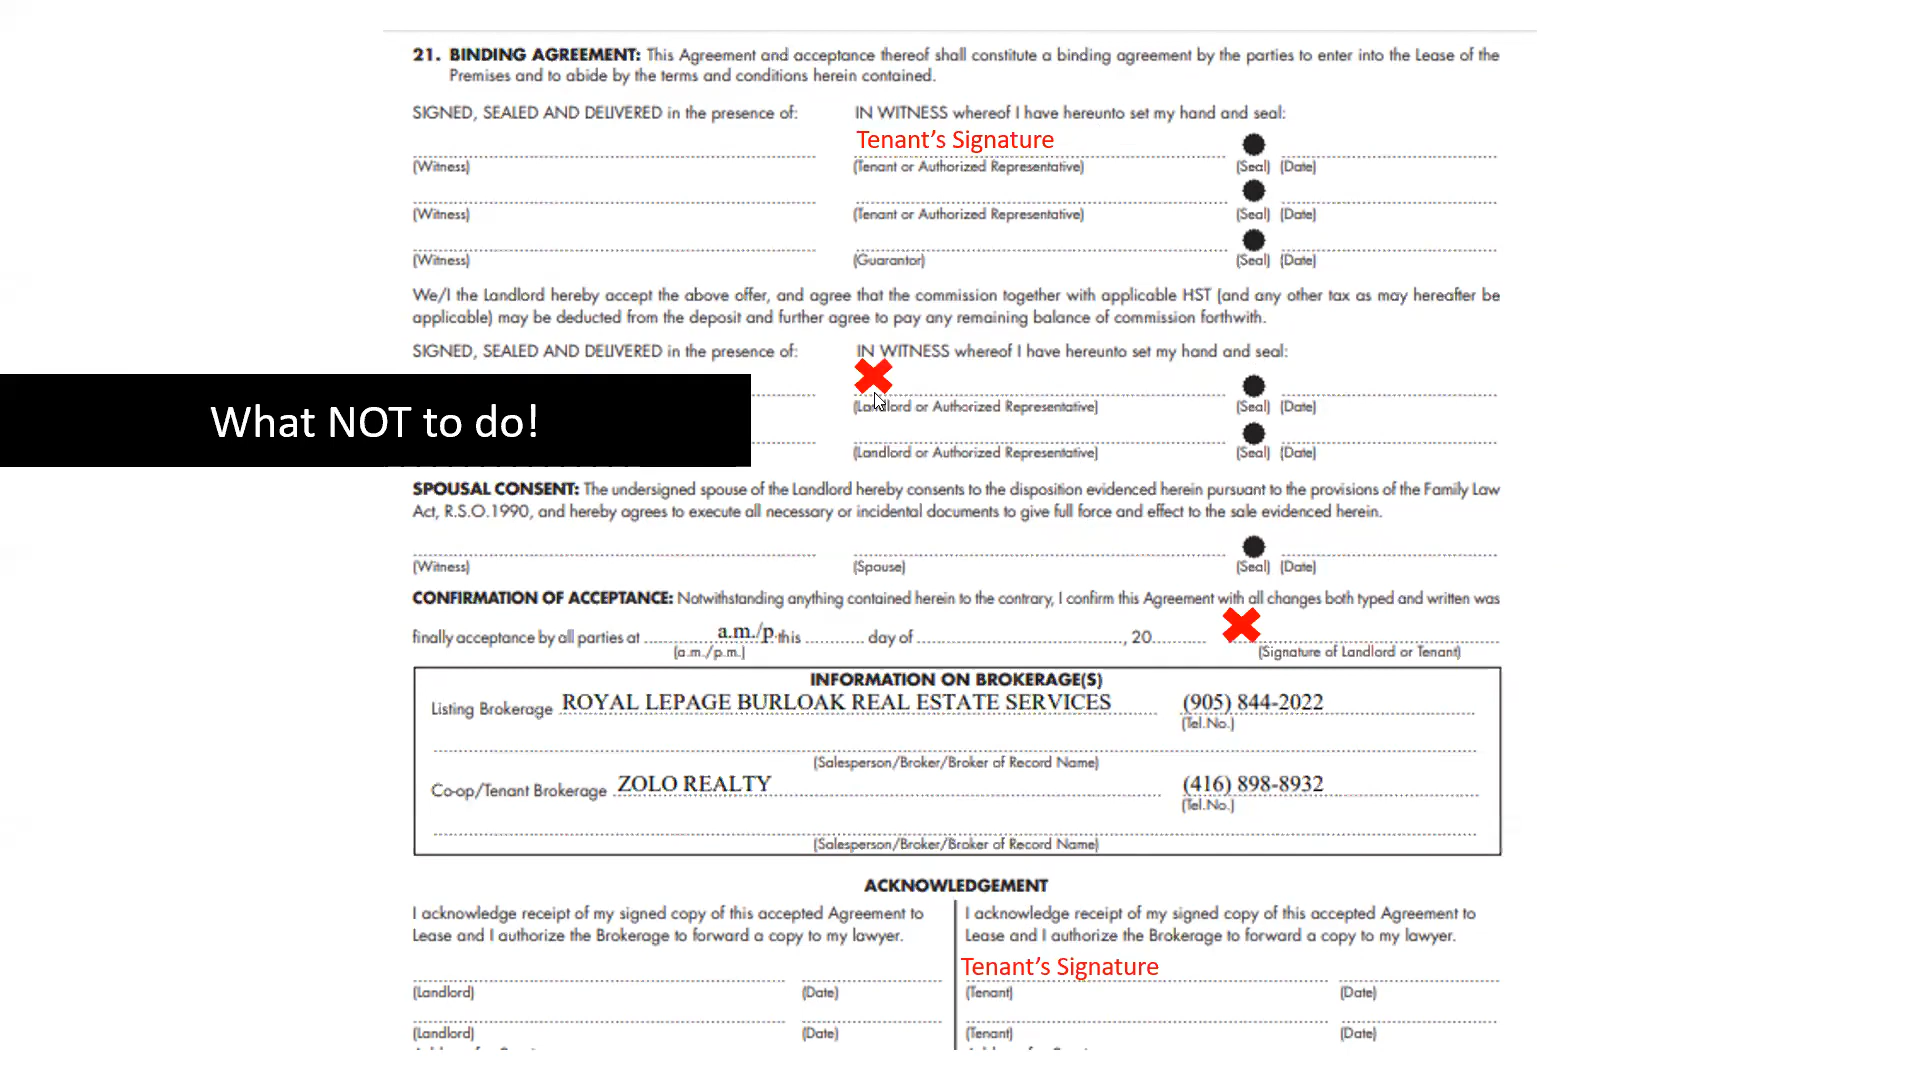 21. BINDING AGREEMENT: This Agreement and acceptance thereof shall constitute a binding agreement by the parties to enter into the Lease of the
Premises and to abide by the terms and conditions herein contained.
SIGNED, SEALED AND DELIVERED in the presence of: IN WITNESS whereof I have hereunto set my hand and seal:
Tenant’s Signature
(Witness) (Tenant or Authorized Representative) (Seal) (Date)
(Witness) (Tenant or Authorized Representative) (Seal) (Date)
(Witness) (Guarantor) (Seal) (Date)
We/I the Landlord hereby accept the above offer, and agree that the commission together with applicable HST (and any other tax as may hereafter be
applicable) may be deducted from the deposit and further agree to pay any remaining balance of commission forthwith.
SIGNED, SEALED AND DELIVERED in the presence of: IN WITNESS whereof I have hereunto set my hand and seal:
(Landlord or Authorized Representative) (Seal) (Date)
What NOT to do!
(Landlord or Authorized Representative) (Seal) (Date)
SPOUSAL CONSENT: The undersigned spouse of the Landlord hereby consents to the disposition evidenced herein pursuant to the provisions of the Family Law
Act, R.S.O.1990, and hereby agrees to execute all necessary or incidental documents to give full force and effect to the sale evidenced herein.
(Witness) (Spouse) (Seal) (Date)
CONFIRMATION OF ACCEPTANCE: Notwithstanding anything contained herein to the contrary, I confirm this Agreement with all changes both typed and written was
finally acceptance by all parties at a.m./p. this day of , 20
(a.m./p.m.) (Signature of Landlord or Tenant)
INFORMATION ON BROKERAGE(S)
Listing Brokerage ROYAL LEPAGE BURLOAK REAL ESTATE SERVICES (905) 844-2022
(Tel.No.)
(Salesperson/Broker/Broker of Record Name)
Co-op/Tenant Brokerage ZOLO REALTY (416) 898-8932
(Tel.No.)
(Salesperson/Broker/Broker of Record Name)
ACKNOWLEDGEMENT
I acknowledge receipt of my signed copy of this accepted Agreement to
Lease and I authorize the Brokerage to forward a copy to my lawyer.
(Landlord) (Date)
(Landlord) (Date)
I acknowledge receipt of my signed copy of this accepted Agreement to
Lease and I authorize the Brokerage to forward a copy to my lawyer.
Tenant’s Signature
(Tenant) (Date)
(Tenant) (Date)